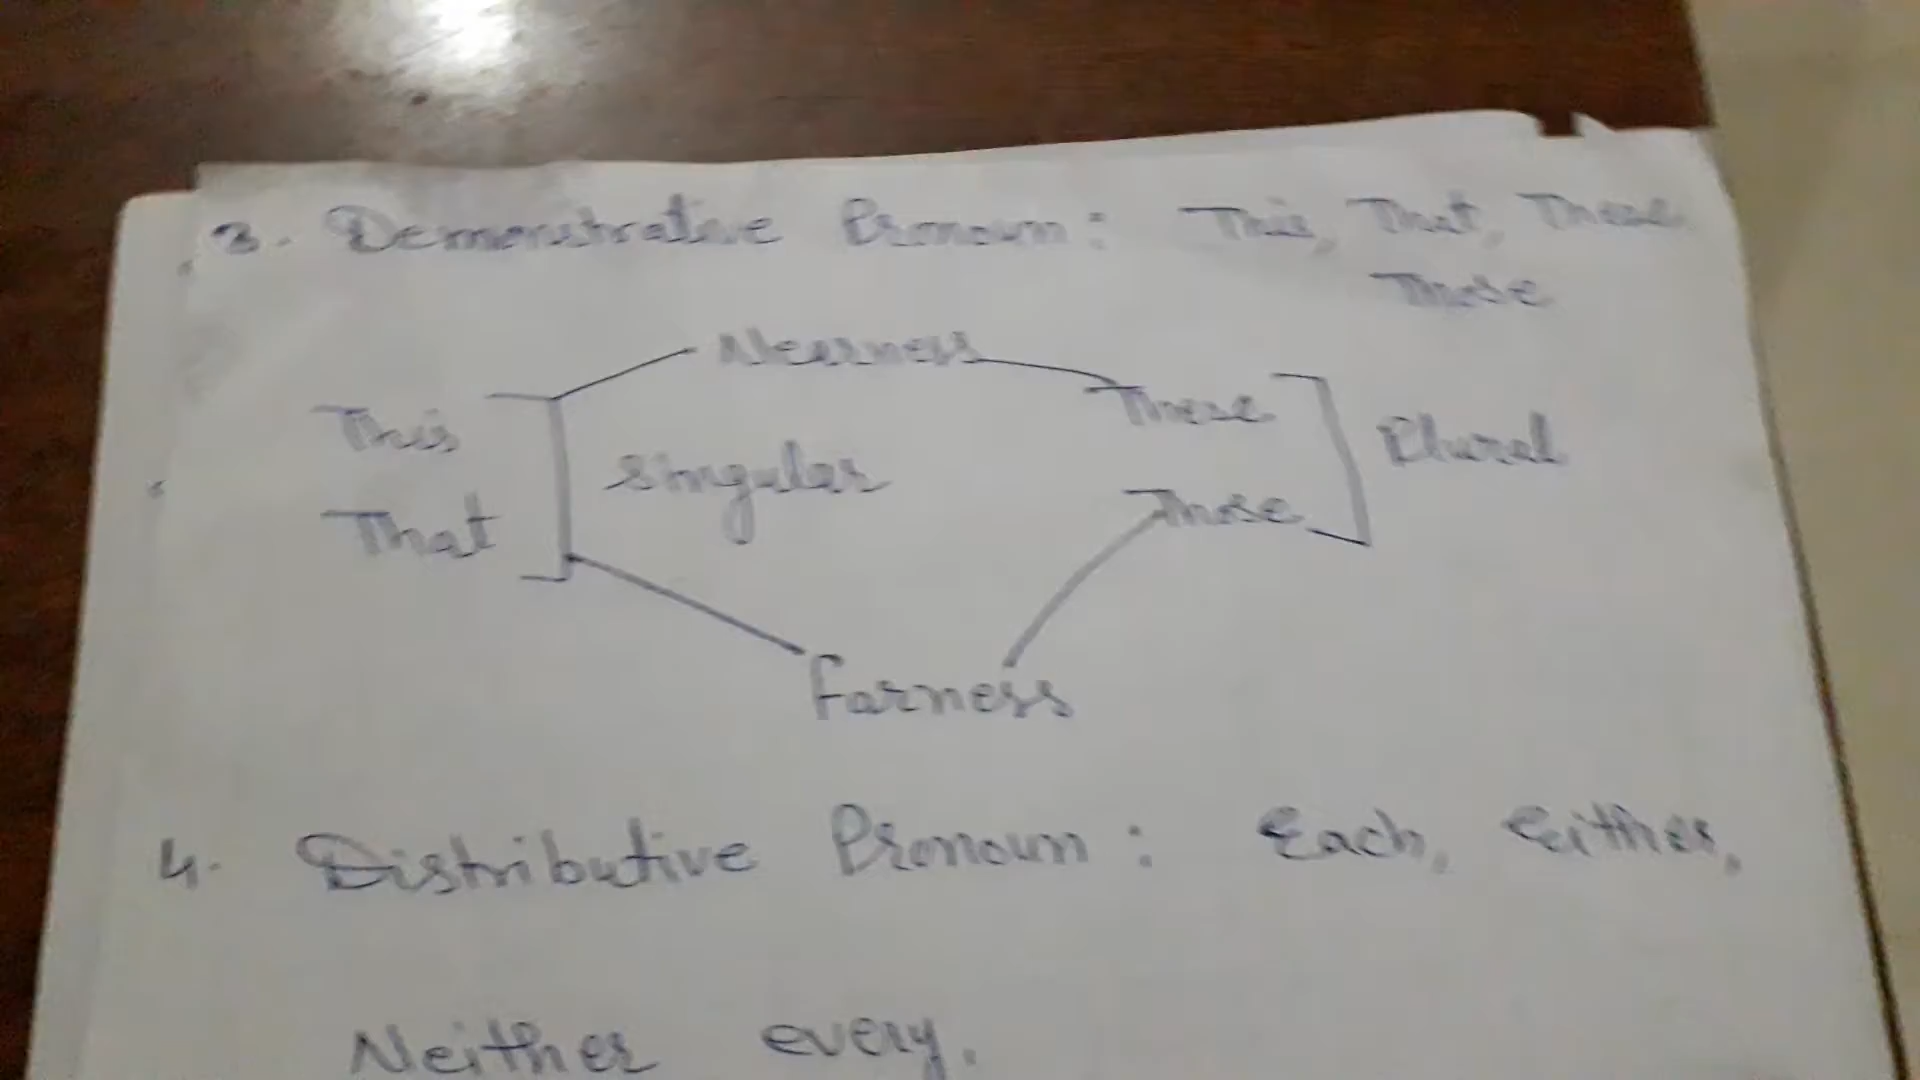 3. Demonstrative Pronoun : This, That, These
Those
Nearness
This These
Singular Plural
That Those
Farness
4. Distributive Pronoun : Each, Either,
Neither every.